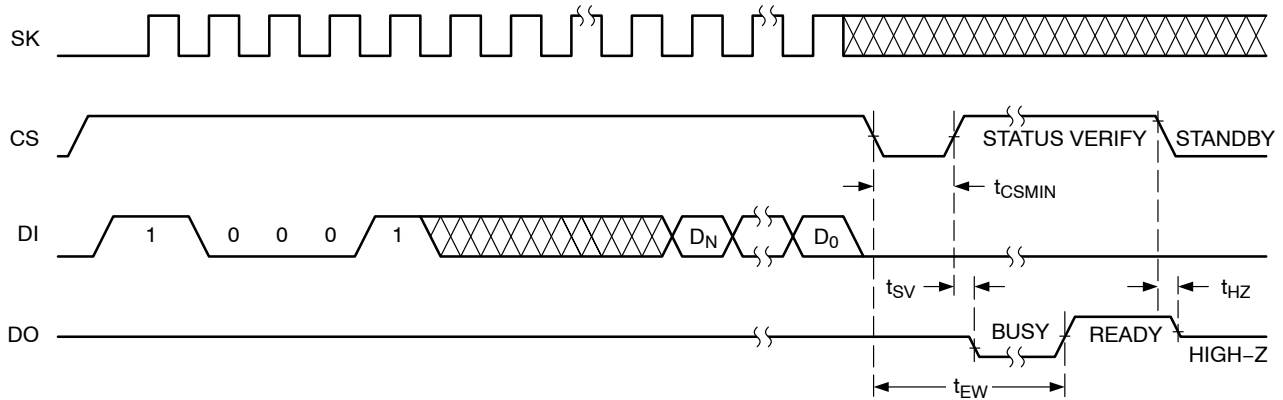 SK
CS
STATUS VERIFY
STANDBY
tCSMIN
DI
1
0
0
0
1
DN
D0
tSV
tHZ
DO
BUSY
READY
HIGH–Z
tEW